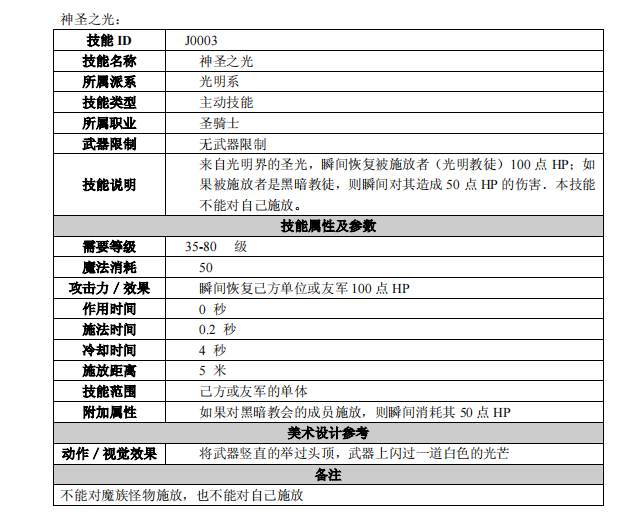 神圣之光：
技能 ID J0003
技能名称 神圣之光
所属派系 光明系
技能类型 主动技能
所属职业 圣骑士
武器限制 无武器限制
技能说明 来自光明界的圣光，瞬间恢复被施放者（光明教徒）100 点 HP；如
果被施放者是黑暗教徒，则瞬间对其造成 50 点 HP 的伤害．本技能
不能对自己施放。
技能属性及参数
需要等级 35-80 级
魔法消耗 50
攻击力／效果 瞬间恢复己方单位或友军 100 点 HP
作用时间 0 秒
施法时间 0.2 秒
冷却时间 4 秒
施放距离 5 米
技能范围 己方或友军的单体
附加属性 如果对黑暗教会的成员施放，则瞬间消耗其 50 点 HP
美术设计参考
动作／视觉效果 将武器竖直的举过头顶，武器上闪过一道白色的光芒
备注
不能对魔族怪物施放，也不能对自己施放